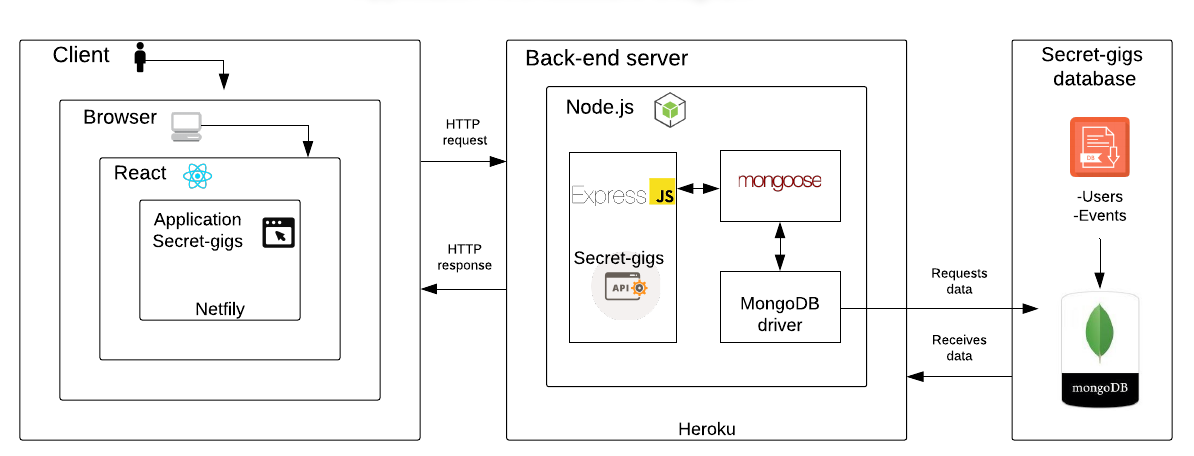 Client
Browser
React
Application
Secret-gigs
Netfily
HTTP
request
HTTP
response
Back-end server
Node.js
Express JS
mongoose
Secret-gigs
API
MongoDB
driver
Heroku
Requests
data
Receives
data
Secret-gigs
database
DB
-Users
-Events
mongoDB